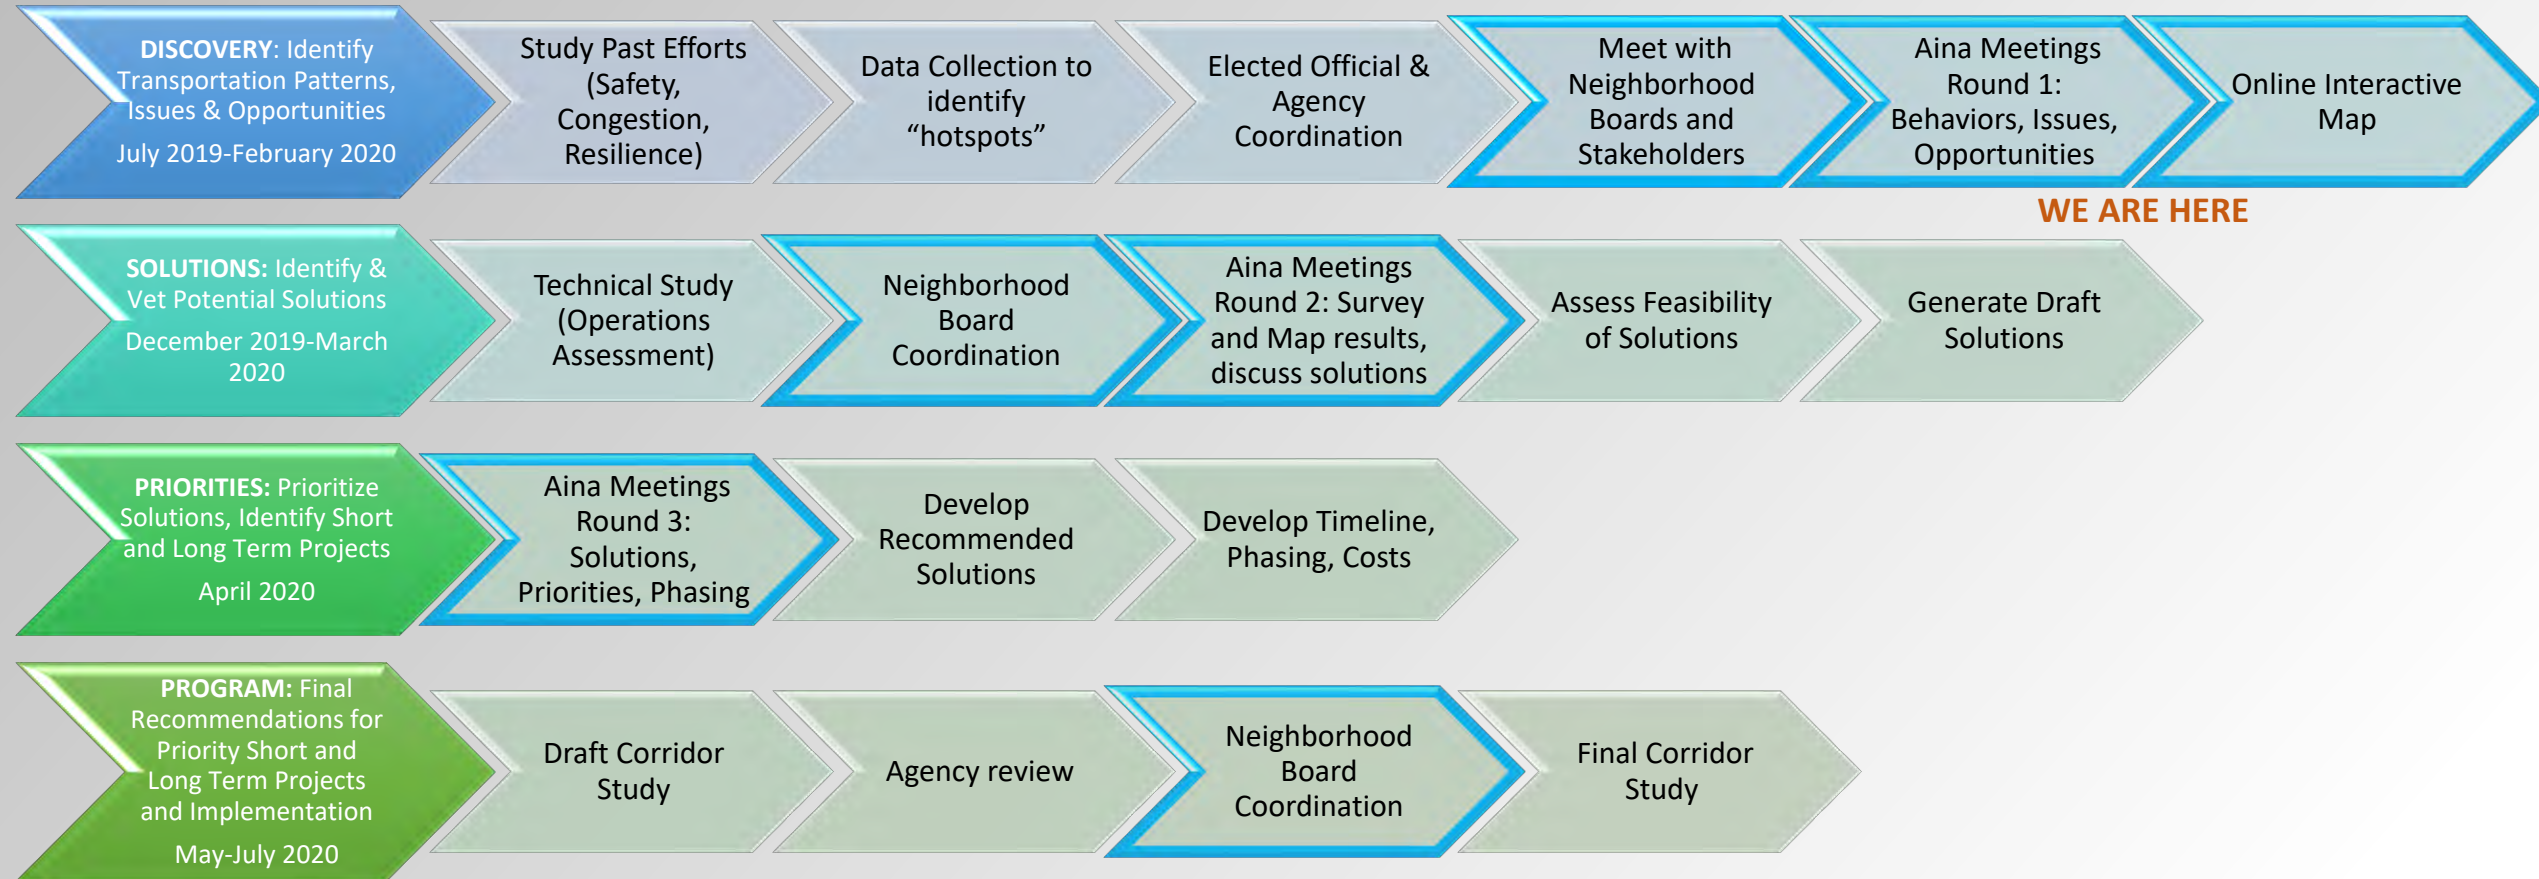 DISCOVERY: Identify
Transportation Patterns,
Issues & Opportunities
July 2019-February 2020
Study Past Efforts
(Safety,
Congestion,
Resilience)
Data Collection to
identify
“hotspots”
Elected Official &
Agency
Coordination
Meet with
Neighborhood
Boards and
Stakeholders
Aina Meetings
Round 1:
Behaviors, Issues,
Opportunities
Online Interactive
Map
WE ARE HERE
SOLUTIONS: Identify &
Vet Potential Solutions
December 2019-March
2020
Technical Study
(Operations
Assessment)
Neighborhood
Board
Coordination
Aina Meetings
Round 2: Survey
and Map results,
discuss solutions
Assess Feasibility
of Solutions
Generate Draft
Solutions
PRIORITIES: Prioritize
Solutions, Identify Short
and Long Term Projects
April 2020
Aina Meetings
Round 3:
Solutions,
Priorities, Phasing
Develop
Recommended
Solutions
Develop Timeline,
Phasing, Costs
PROGRAM: Final
Recommendations for
Priority Short and
Long Term Projects
and Implementation
May-July 2020
Draft Corridor
Study
Agency review
Neighborhood
Board
Coordination
Final Corridor
Study